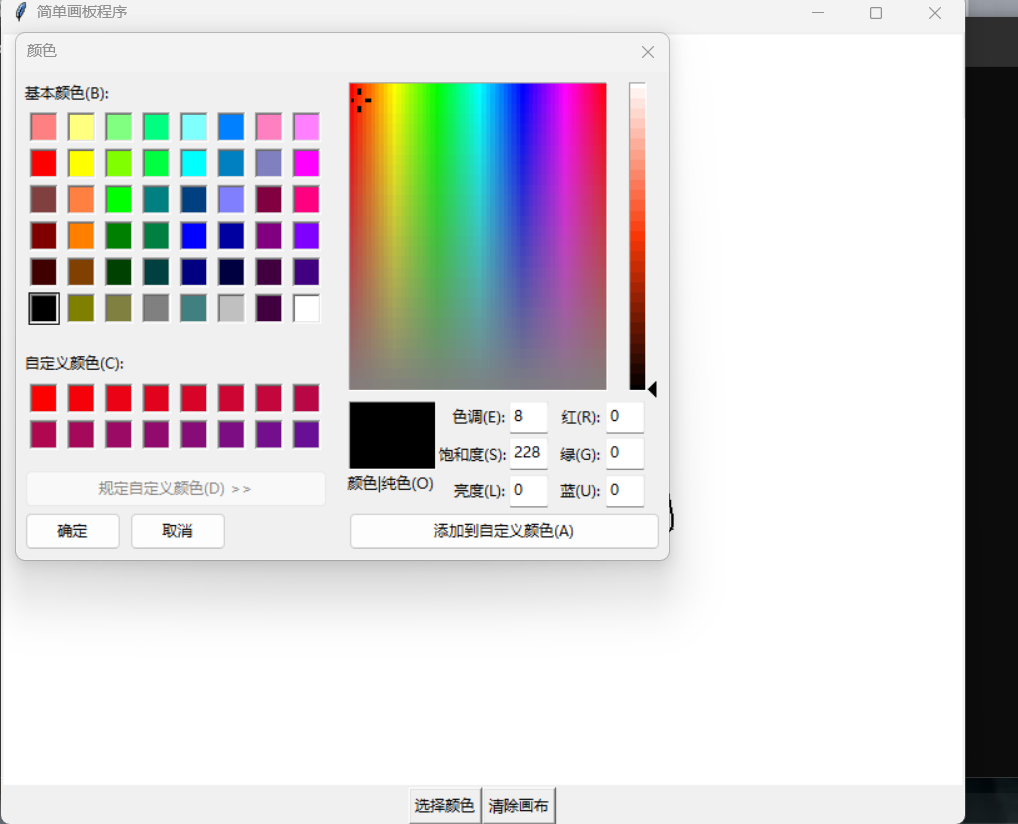 简单画板程序
颜色
基本颜色(B):
自定义颜色(C):
规定自定义颜色(D) >>
确定 取消
色调(E): 8 红(R): 0
饱和度(S): 228 绿(G): 0
颜色|纯色(O) 亮度(L): 0 蓝(U): 0
添加到自定义颜色(A)
选择颜色 清除画布